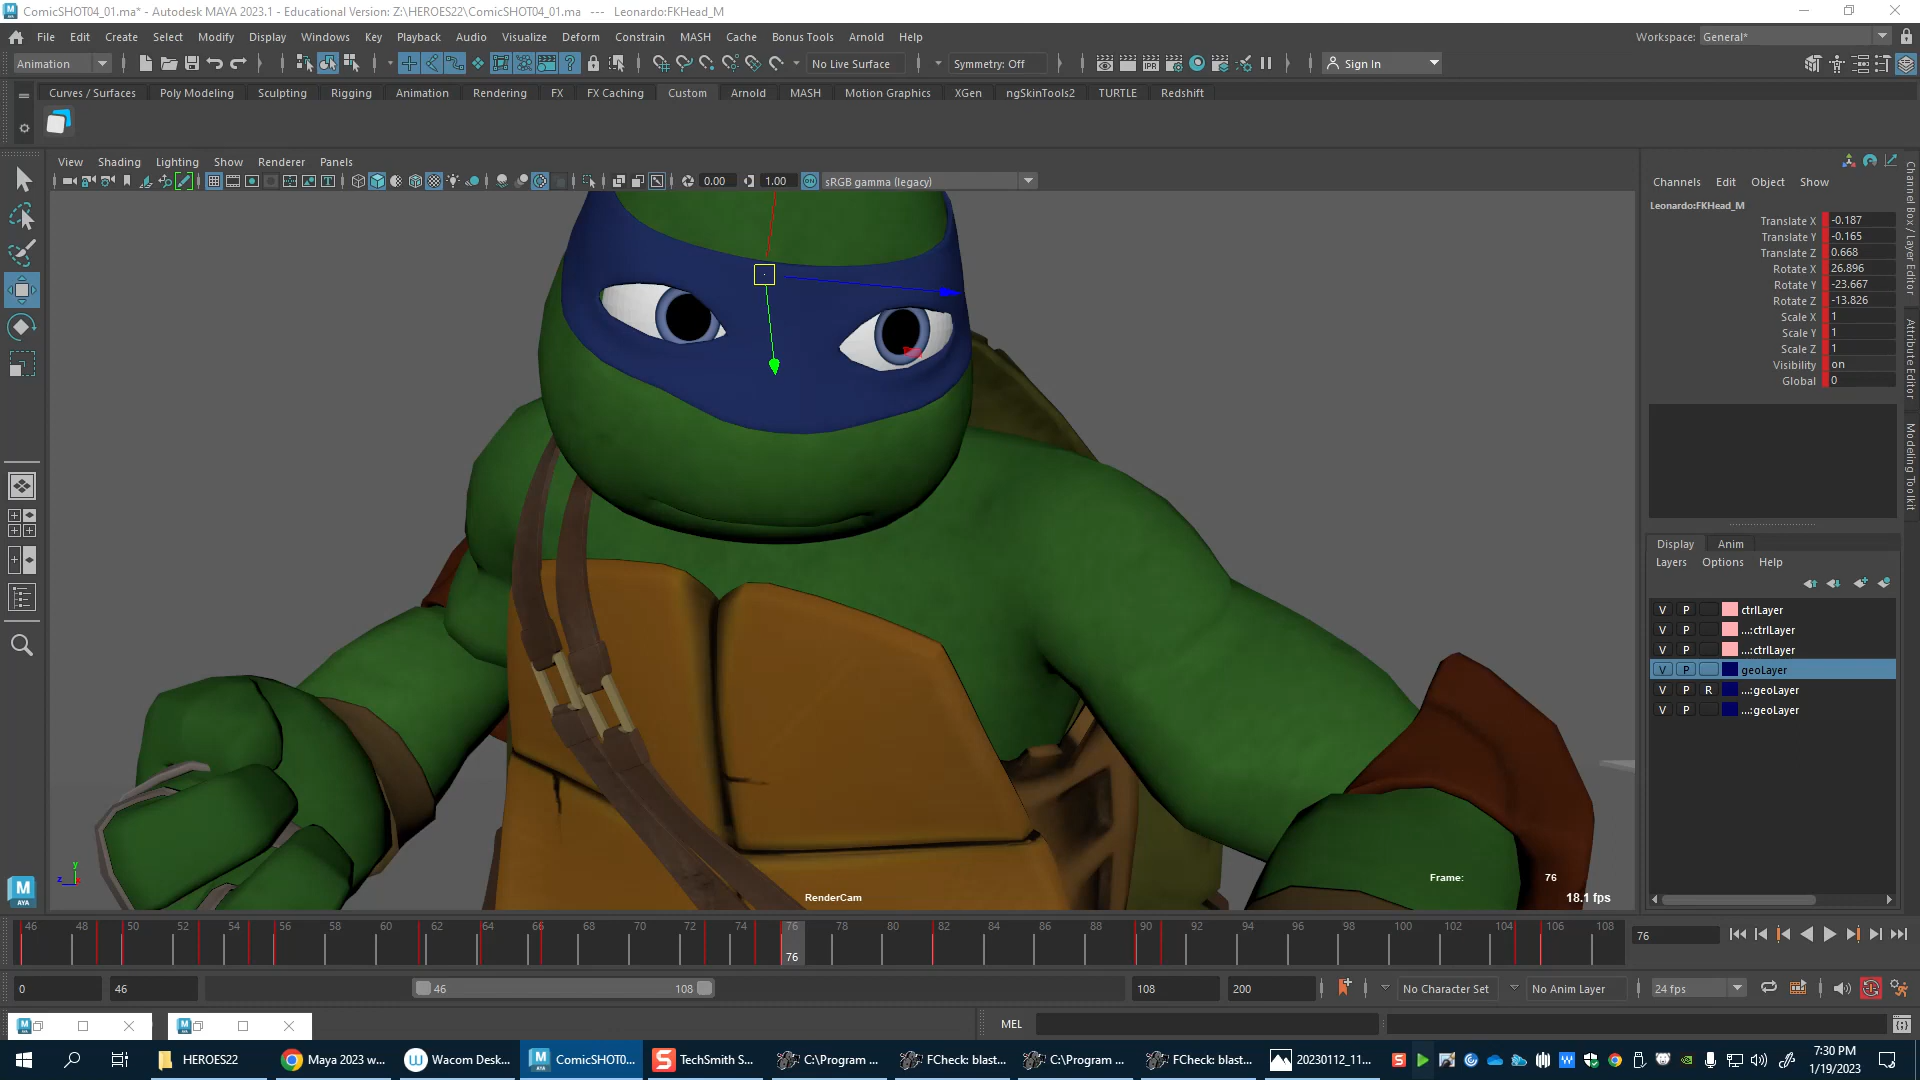 ComicSHOT04_01.ma* - Autodesk MAYA 2023.1 - Educational Version: Z:\HEROES22\ComicSHOT04_01.ma   ---   Leonardo:FKHead_M
File Edit Create Select Modify Display Windows Key Playback Audio Visualize Deform Constrain MASH Cache Bonus Tools Arnold Help
Workspace: General*
Animation No Live Surface Symmetry: Off Sign In
Curves / Surfaces Poly Modeling Sculpting Rigging Animation Rendering FX FX Caching Custom Arnold MASH Motion Graphics XGen ngSkinTools2 TURTLE Redshift
View Shading Lighting Show Renderer Panels
0.00 1.00 sRGB gamma (legacy)
Channels Edit Object Show
Leonardo:FKHead_M
Translate X -0.187
Translate Y -0.165
Translate Z 0.668
Rotate X 26.896
Rotate Y -23.667
Rotate Z -13.826
Scale X 1
Scale Y 1
Scale Z 1
Visibility on
Global 0
Channel Box / Layer Editor
Attribute Editor
Modeling Toolkit
Display Anim
Layers Options Help
V P ctrlLayer
V P ...:ctrlLayer
V P ...:ctrlLayer
V P geoLayer
V P R ...:geoLayer
V P ...:geoLayer
Frame: 76
RenderCam
18.1 fps
46 48 50 52 54 56 58 60 62 64 66 68 70 72 74 76 78 80 82 84 86 88 90 92 94 96 98 100 102 104 106 108
76
76
0 46 46 108 108 200 No Character Set No Anim Layer 24 fps
MEL
HEROES22 Maya 2023 w... Wacom Desk... ComicSHOT0... TechSmith S... C:\Program ... FCheck: blast... C:\Program ... FCheck: blast... 20230112_11...
7:30 PM
1/19/2023